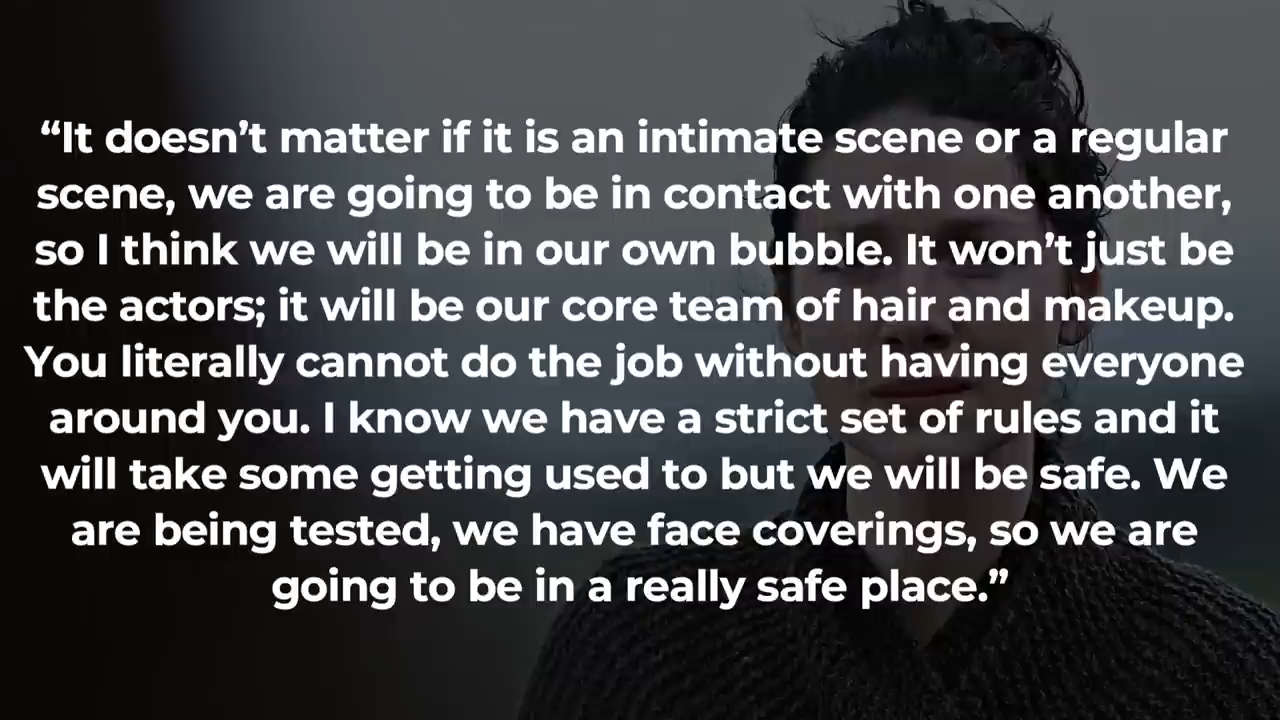 “It doesn’t matter if it is an intimate scene or a regular
scene, we are going to be in contact with one another,
so I think we will be in our own bubble. It won’t just be
the actors; it will be our core team of hair and makeup.
You literally cannot do the job without having everyone
around you. I know we have a strict set of rules and it
will take some getting used to but we will be safe. We
are being tested, we have face coverings, so we are
going to be in a really safe place.”